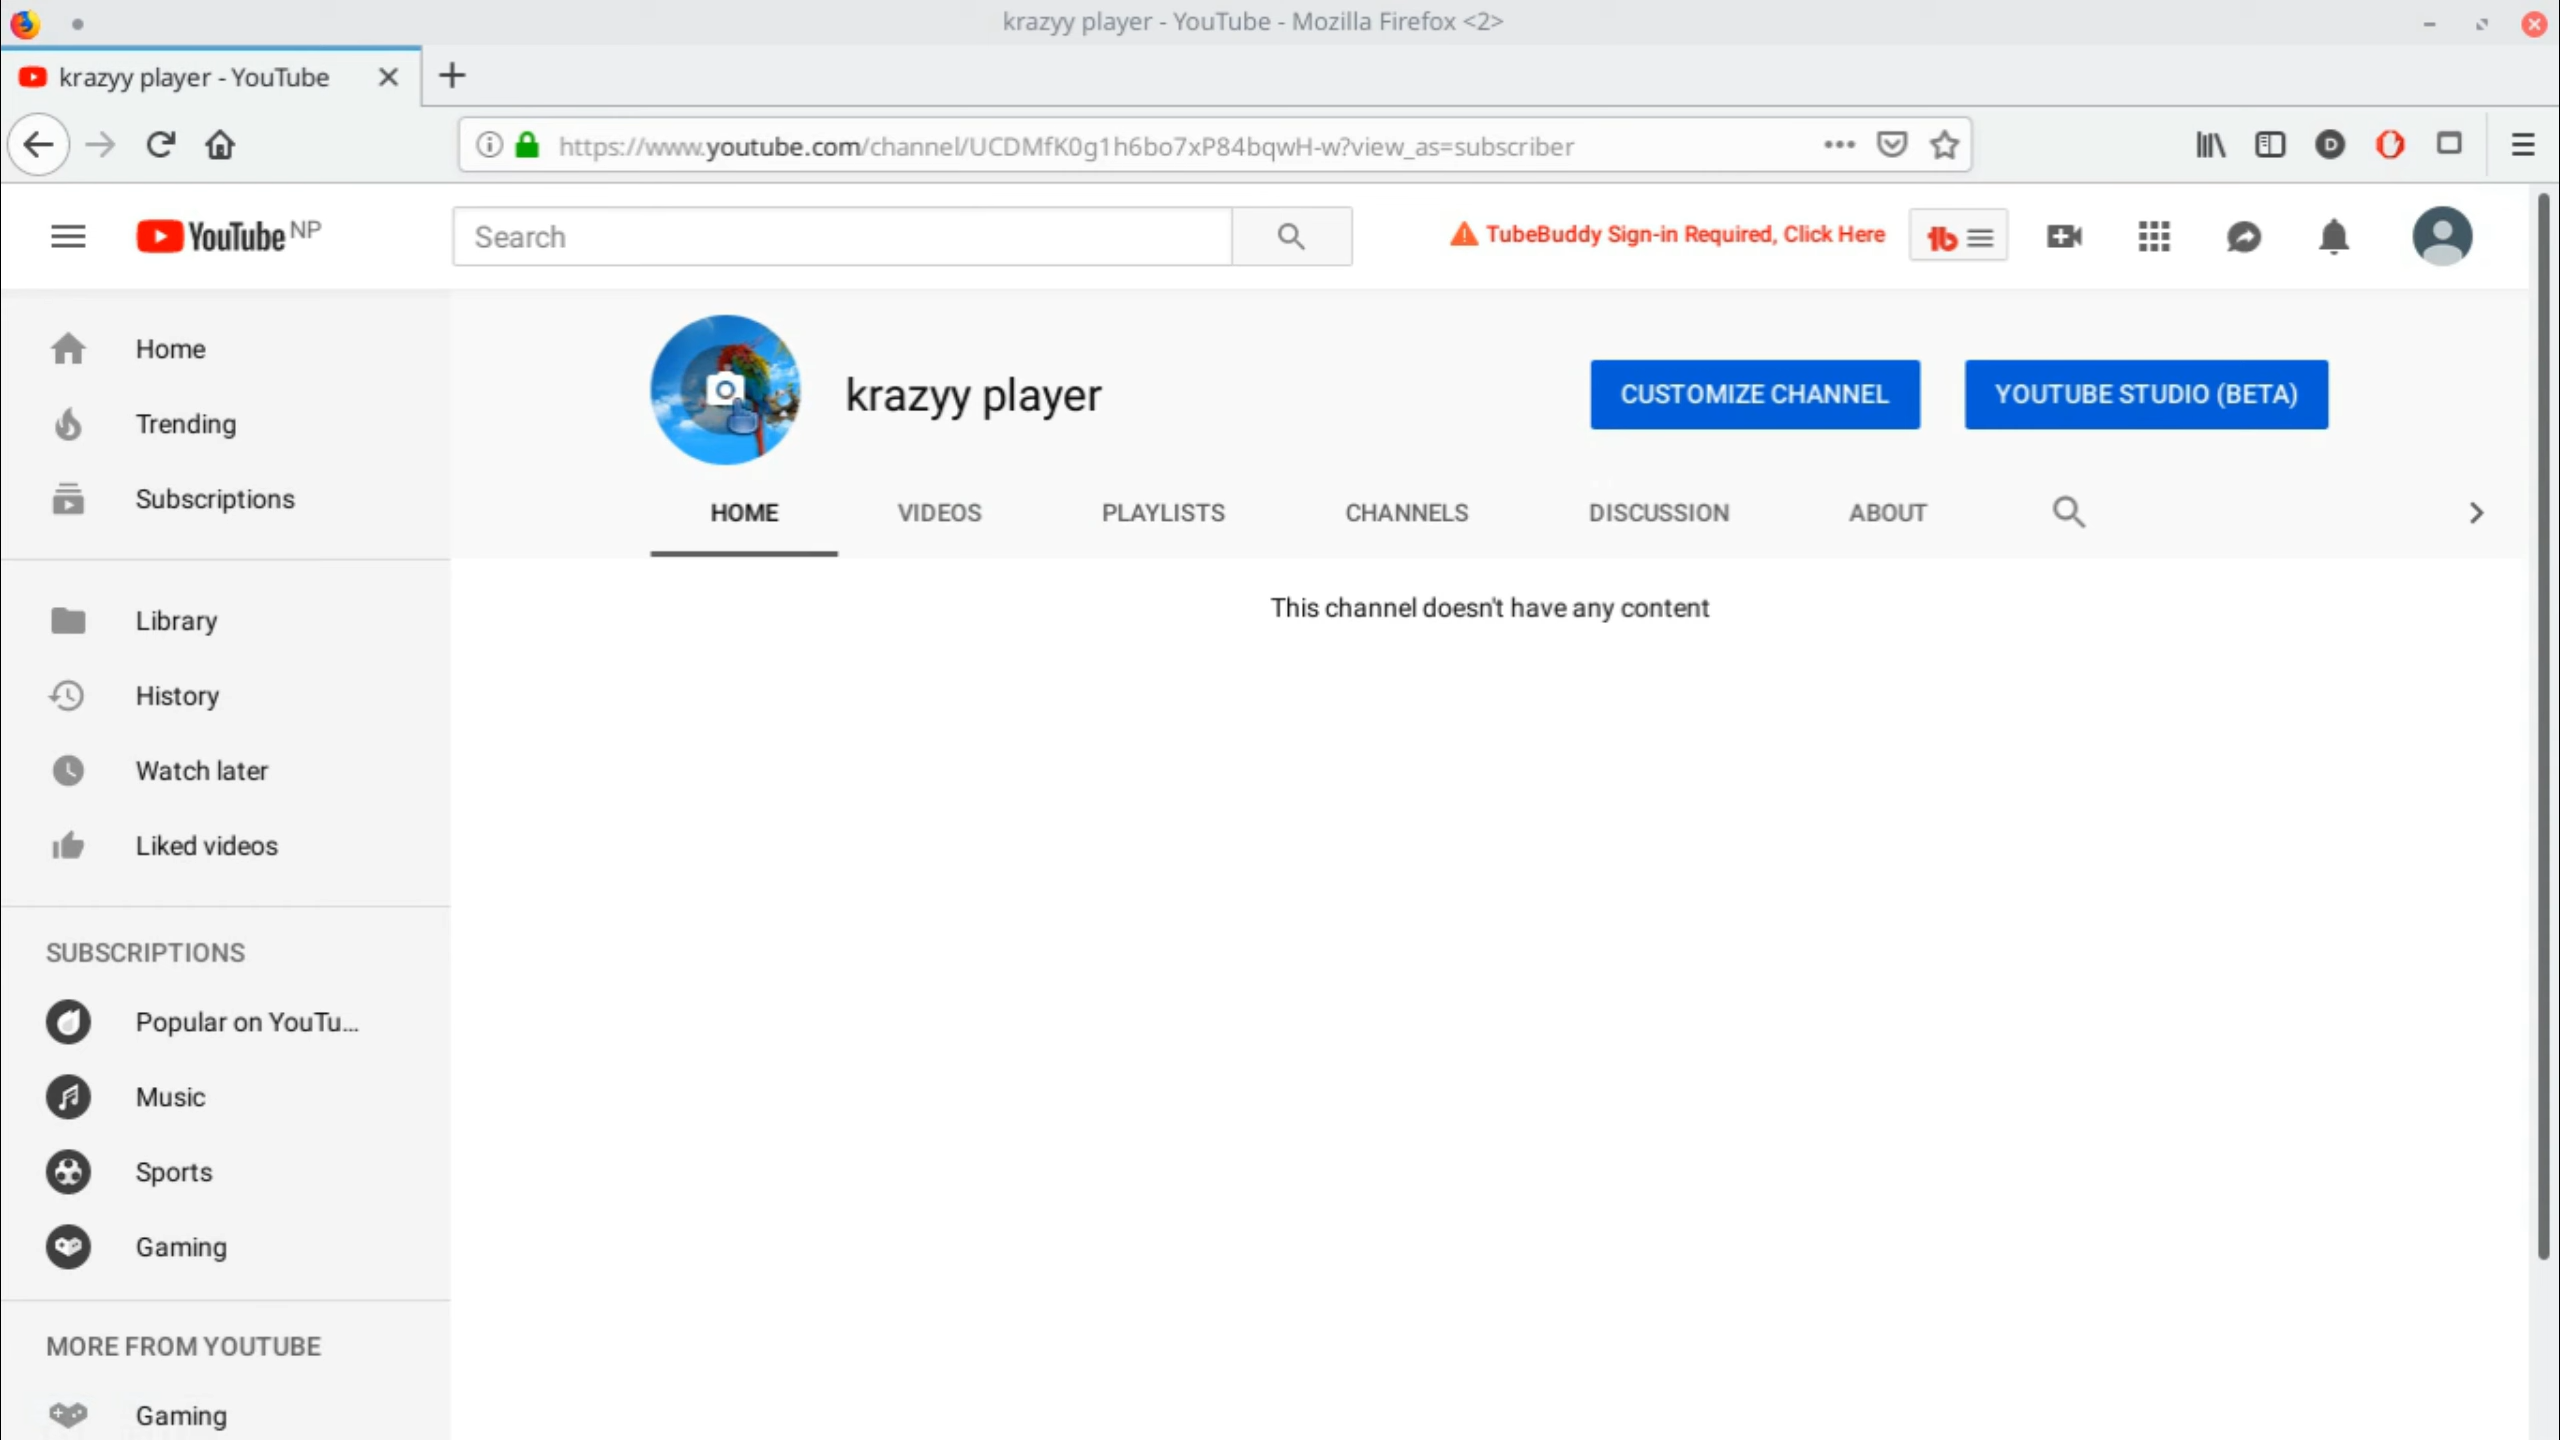 krazyy player - YouTube - Mozilla Firefox <2>
krazyy player - YouTube
https://www.youtube.com/channel/UCDMfK0g1h6bo7xP84bqwH-w?view_as=subscriber
YouTube NP
Search
TubeBuddy Sign-in Required, Click Here
tb
Home
Trending
Subscriptions
Library
History
Watch later
Liked videos
SUBSCRIPTIONS
Popular on YouTu...
Music
Sports
Gaming
MORE FROM YOUTUBE
Gaming
krazyy player
CUSTOMIZE CHANNEL
YOUTUBE STUDIO (BETA)
HOME VIDEOS PLAYLISTS CHANNELS DISCUSSION ABOUT
This channel doesn't have any content